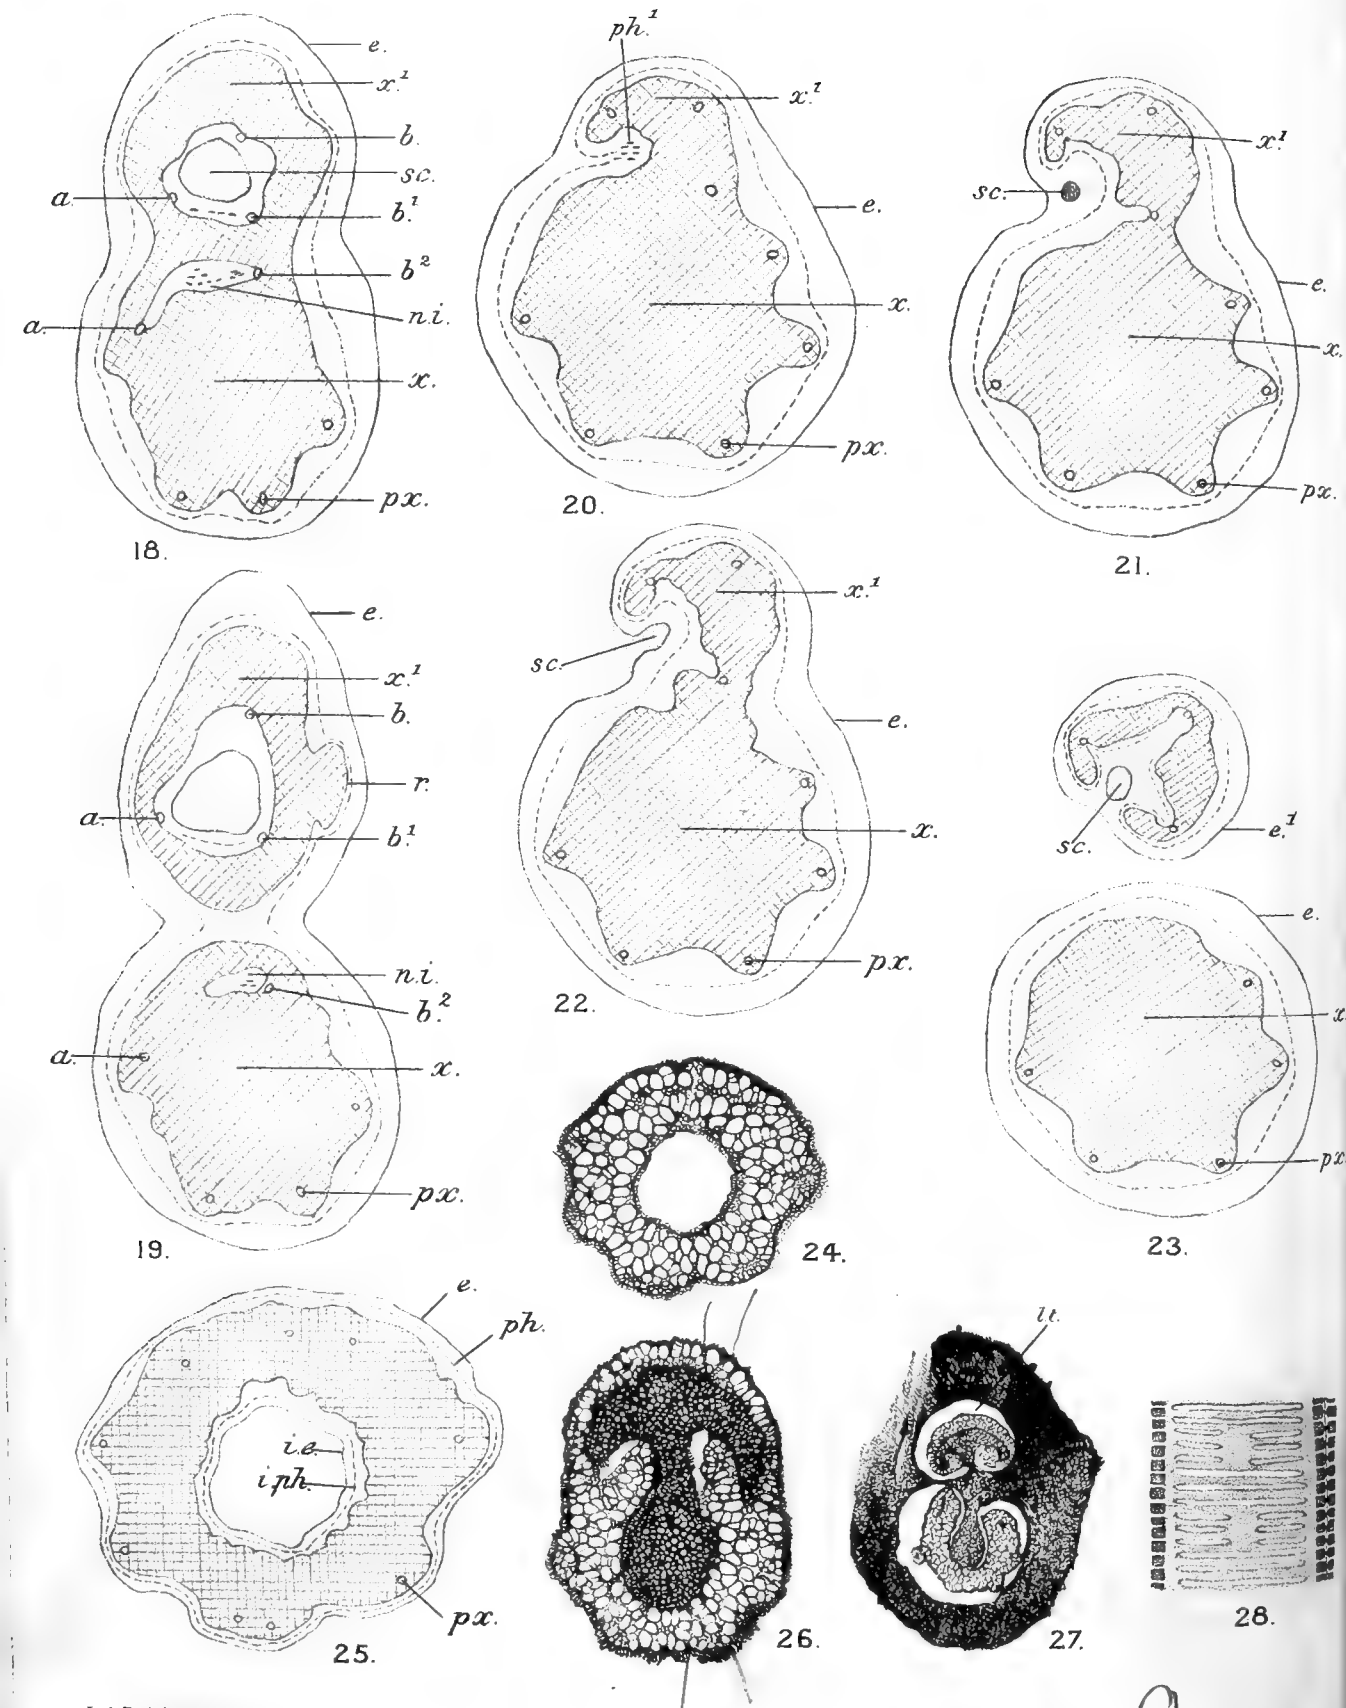 e.
x.¹
b.
sc.
a.
b.¹
b²
n.i.
a.
x.
px.
18.
ph.¹
x.¹
e.
x.
px.
20.
x.¹
sc.
e.
x.
px.
21.
e.
x.¹
b.
r.
a.
b.¹
n.i.
b.²
a.
x.
px.
19.
x.¹
sc.
e.
x.
px.
22.
sc.
e.¹
e.
x.
px.
23.
24.
e.
ph.
i.e.
i.ph.
px.
25.
26.
lt.
27.
28.